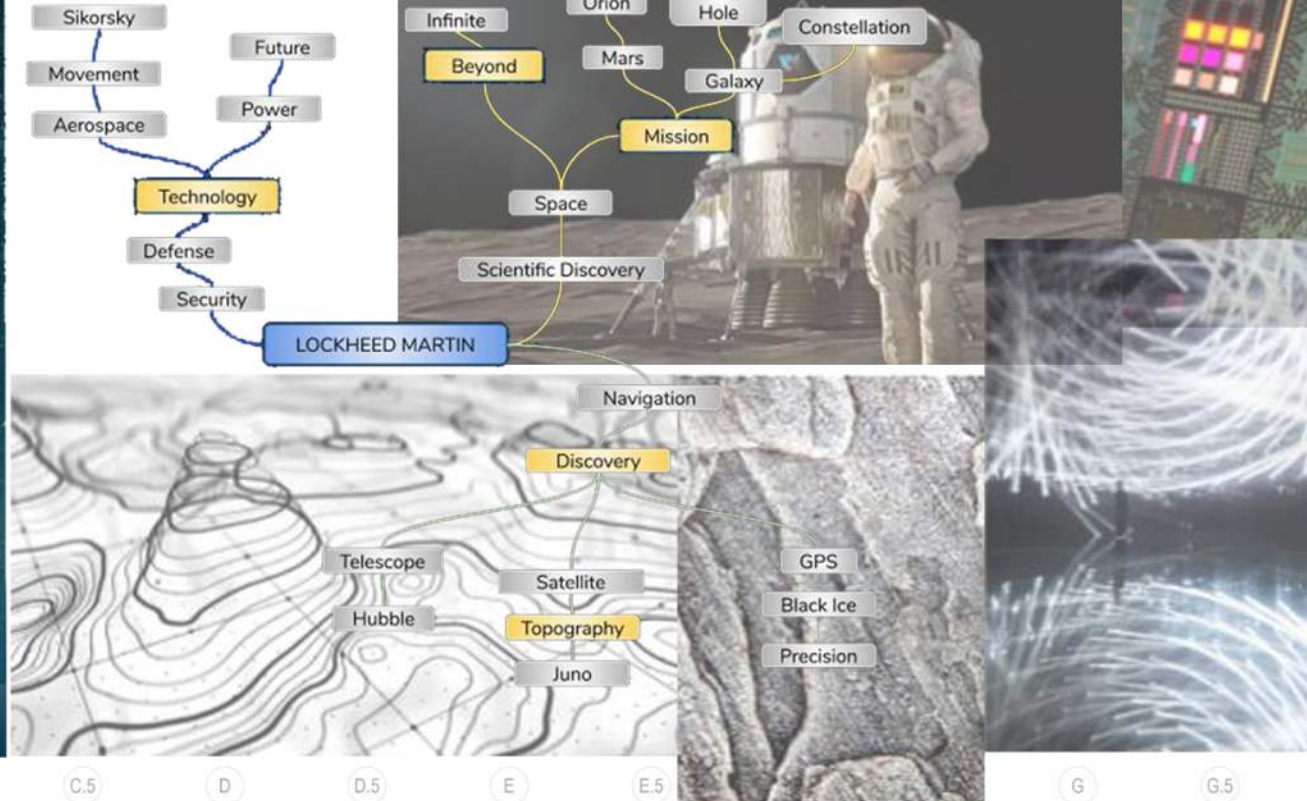 Sikorsky
Movement
Aerospace
Future
Power
Technology
Defense
Security
Infinite
Beyond
Orion
Mars
Hole
Constellation
Galaxy
Mission
Space
Scientific Discovery
LOCKHEED MARTIN
Navigation
Discovery
Telescope
Hubble
Satellite
Topography
Juno
GPS
Black Ice
Precision
C.5
D
D.5
E
E.5
G
G.5